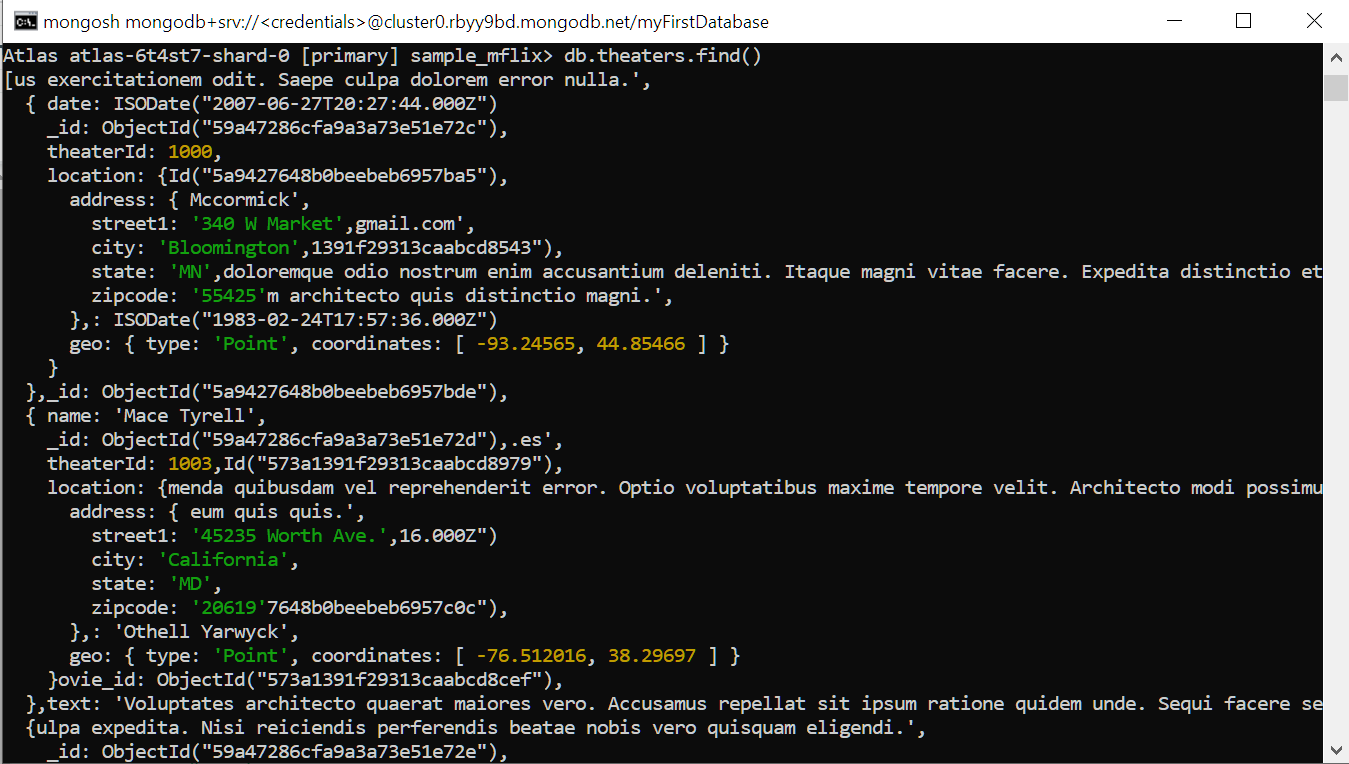 mongosh mongodb+srv://<credentials>@cluster0.rbyy9bd.mongodb.net/myFirstDatabase
Atlas atlas-6t4st7-shard-0 [primary] sample_mflix> db.theaters.find()
[us exercitationem odit. Saepe culpa dolorem error nulla.',
  { date: ISODate("2007-06-27T20:27:44.000Z")
    _id: ObjectId("59a47286cfa9a3a73e51e72c"),
    theaterId: 1000,
    location: {Id("5a9427648b0beebeb6957ba5"),
      address: { Mccormick',
        street1: '340 W Market',gmail.com',
        city: 'Bloomington',1391f29313caabcd8543"),
        state: 'MN',doloremque odio nostrum enim accusantium deleniti. Itaque magni vitae facere. Expedita distinctio et
        zipcode: '55425'm architecto quis distinctio magni.',
      },: ISODate("1983-02-24T17:57:36.000Z")
      geo: { type: 'Point', coordinates: [ -93.24565, 44.85466 ] }
    }
  },_id: ObjectId("5a9427648b0beebeb6957bde"),
  { name: 'Mace Tyrell',
    _id: ObjectId("59a47286cfa9a3a73e51e72d"),.es',
    theaterId: 1003,Id("573a1391f29313caabcd8979"),
    location: {menda quibusdam vel reprehenderit error. Optio voluptatibus maxime tempore velit. Architecto modi possimu
      address: { eum quis quis.',
        street1: '45235 Worth Ave.',16.000Z")
        city: 'California',
        state: 'MD',
        zipcode: '20619'7648b0beebeb6957c0c"),
      },: 'Othell Yarwyck',
      geo: { type: 'Point', coordinates: [ -76.512016, 38.29697 ] }
    }ovie_id: ObjectId("573a1391f29313caabcd8cef"),
  },text: 'Voluptates architecto quaerat maiores vero. Accusamus repellat sit ipsum ratione quidem unde. Sequi facere se
  {ulpa expedita. Nisi reiciendis perferendis beatae nobis vero quisquam eligendi.',
    _id: ObjectId("59a47286cfa9a3a73e51e72e"),